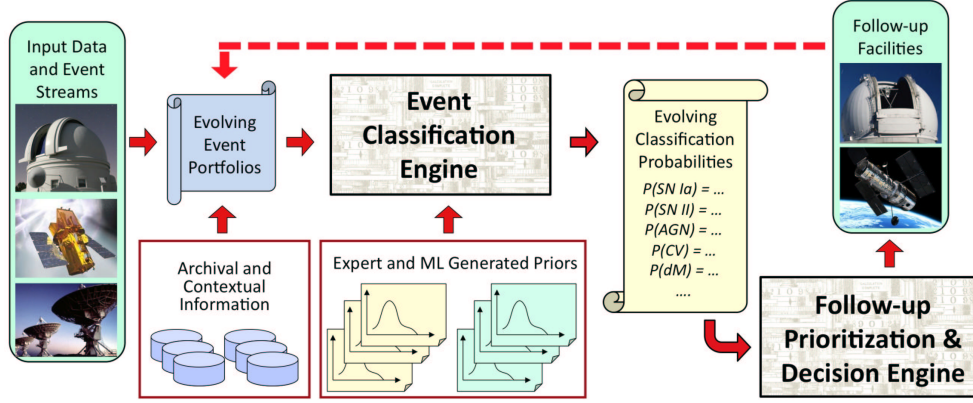 Input Data
and Event
Streams
Evolving
Event
Portfolios
Event
Classification
Engine
Evolving
Classification
Probabilities
P(SN Ia) = ...
P(SN II) = ...
P(AGN) = ...
P(CV) = ...
P(dM) = ...
....
Follow-up
Facilities
Archival and
Contextual
Information
Expert and ML Generated Priors
Follow-up
Prioritization &
Decision Engine